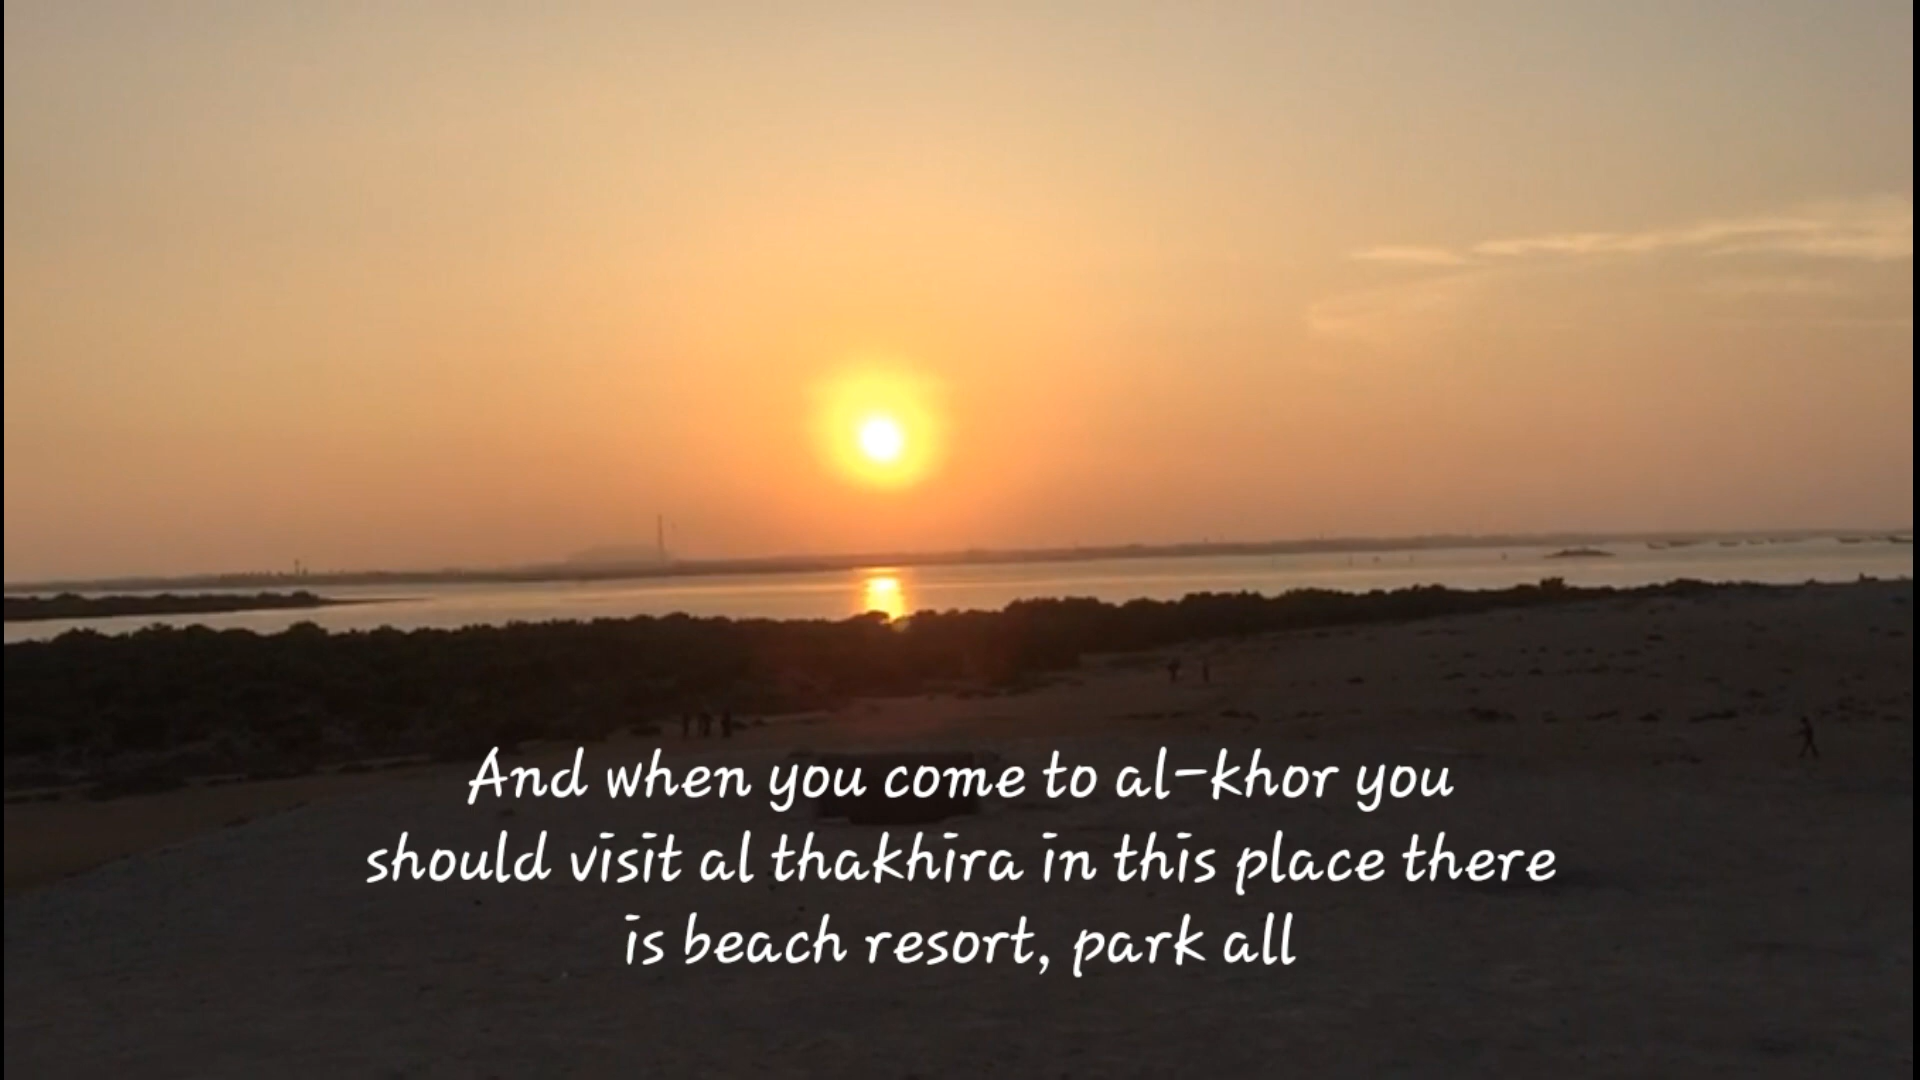 And when you come to al-khor you
should visit al thakhira in this place there
is beach resort, park all